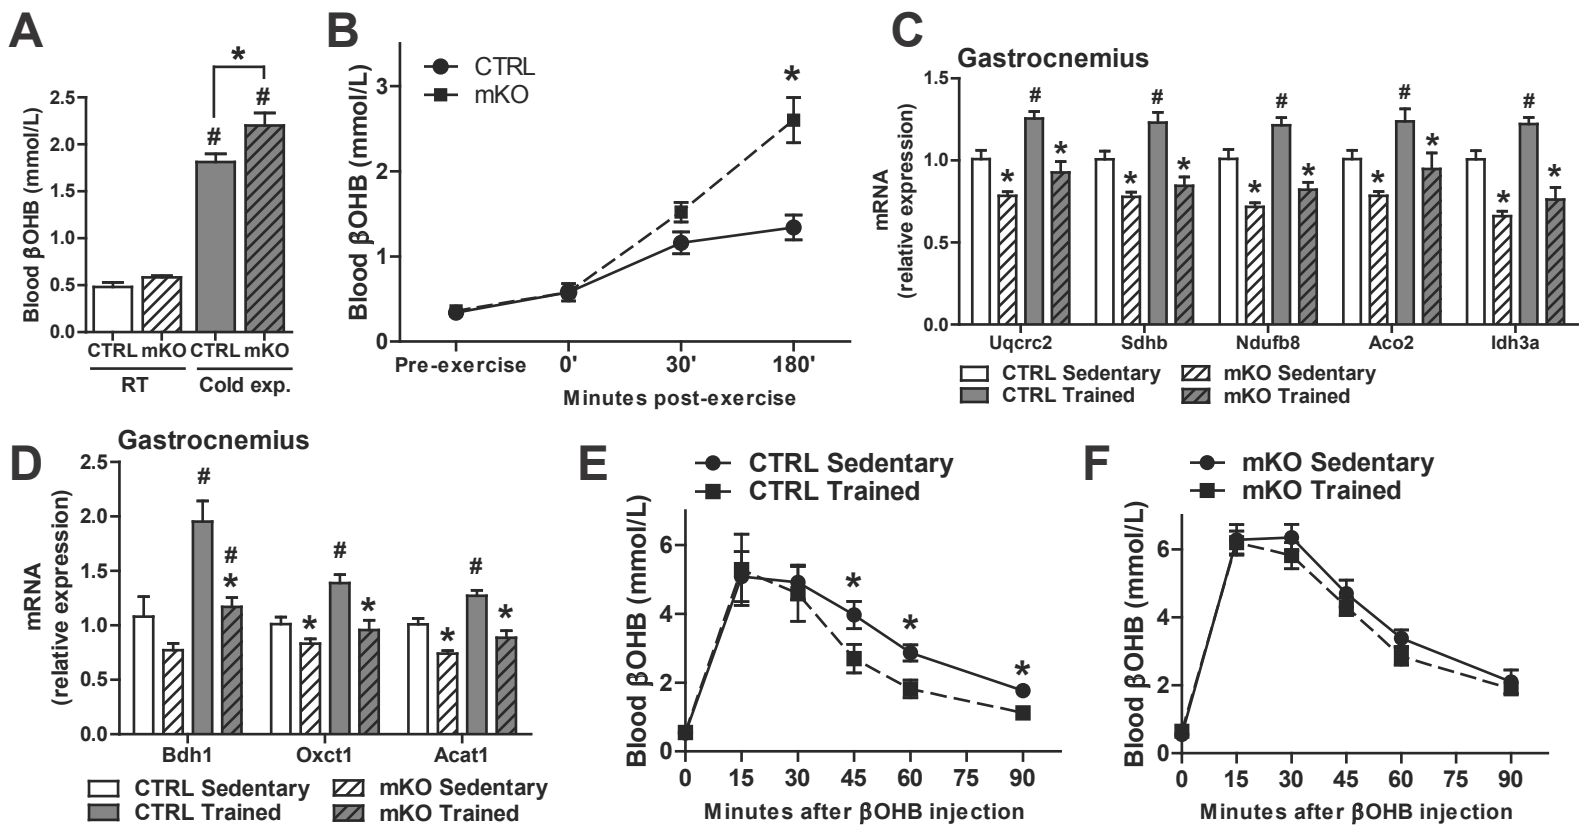 A
Blood βOHB (mmol/L)
2.5
2.0
1.5
1.0
0.5
0.0
*
#
#
CTRL mKO CTRL mKO
RT Cold exp.
B
Blood βOHB (mmol/L)
3
2
1
0
CTRL
mKO
*
Pre-exercise 0' 30' 180'
Minutes post-exercise
C
Gastrocnemius
mRNA
(relative expression)
1.5
1.0
0.5
0.0
# # # # #
* * * * * * * * * *
Uqcrc2 Sdhb Ndufb8 Aco2 Idh3a
CTRL Sedentary mKO Sedentary
CTRL Trained mKO Trained
D
Gastrocnemius
mRNA
(relative expression)
2.5
2.0
1.5
1.0
0.5
0.0
# # # #
* * * * *
Bdh1 Oxct1 Acat1
CTRL Sedentary mKO Sedentary
CTRL Trained mKO Trained
E
CTRL Sedentary
CTRL Trained
Blood βOHB (mmol/L)
6
4
2
0
* * *
0 15 30 45 60 75 90
Minutes after βOHB injection
F
mKO Sedentary
mKO Trained
Blood βOHB (mmol/L)
6
4
2
0
0 15 30 45 60 75 90
Minutes after βOHB injection